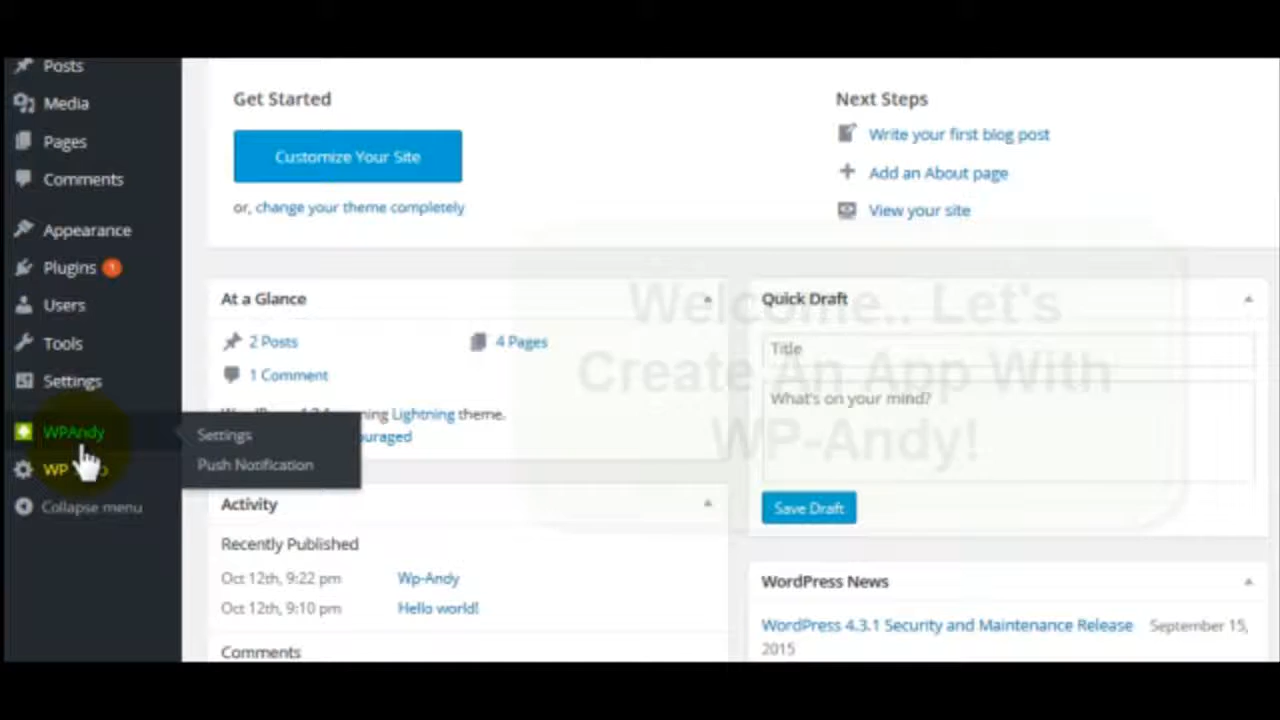 Posts
Media
Pages
Comments
Appearance
Plugins 1
Users
Tools
Settings
WPAndy
WP
Collapse menu
Settings
Push Notification
Get Started
Customize Your Site
or, change your theme completely
Next Steps
Write your first blog post
Add an About page
View your site
At a Glance
2 Posts
4 Pages
1 Comment
Lightning theme.
Activity
Recently Published
Oct 12th, 9:22 pm Wp-Andy
Oct 12th, 9:10 pm Hello world!
Comments
Quick Draft
Title
What's on your mind?
Save Draft
WordPress News
WordPress 4.3.1 Security and Maintenance Release September 15,
2015
Welcome.. Let's
Create An App With
WP-Andy!